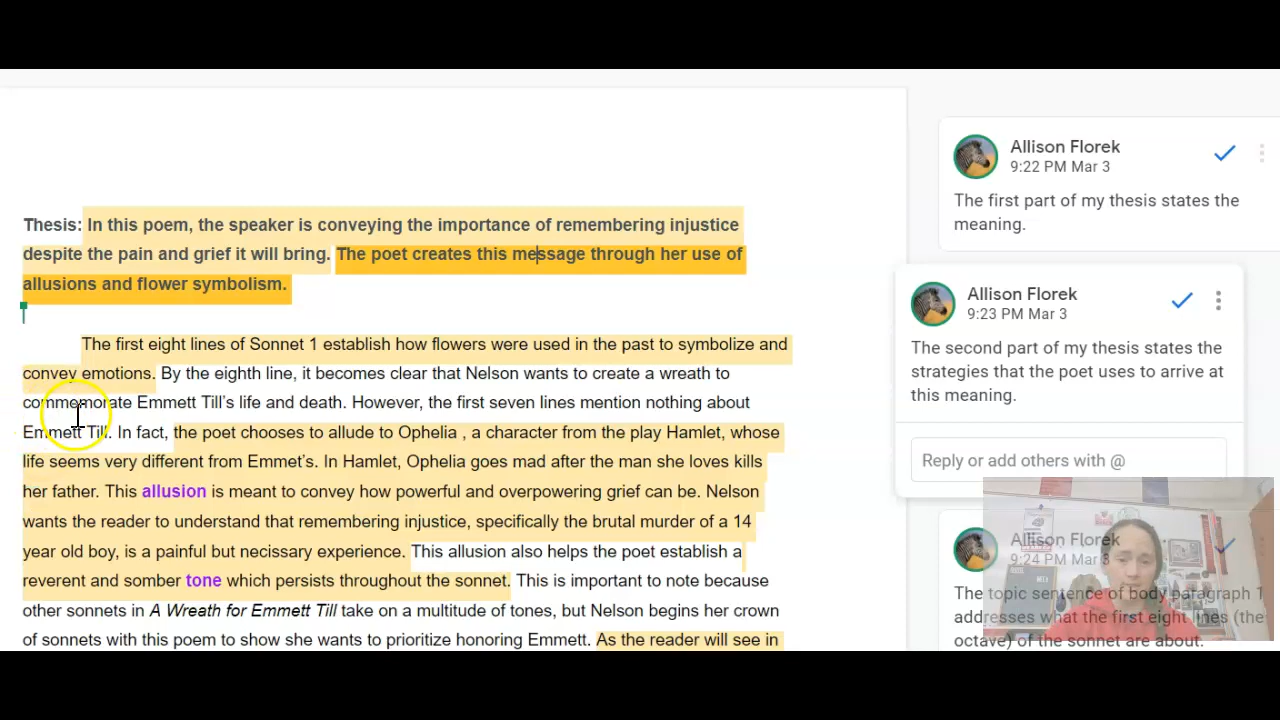 Thesis: In this poem, the speaker is conveying the importance of remembering injustice
despite the pain and grief it will bring. The poet creates this message through her use of
allusions and flower symbolism.
The first eight lines of Sonnet 1 establish how flowers were used in the past to symbolize and
convey emotions. By the eighth line, it becomes clear that Nelson wants to create a wreath to
commemorate Emmett Till's life and death. However, the first seven lines mention nothing about
Emmett Till. In fact, the poet chooses to allude to Ophelia , a character from the play Hamlet, whose
life seems very different from Emmet's. In Hamlet, Ophelia goes mad after the man she loves kills
her father. This allusion is meant to convey how powerful and overpowering grief can be. Nelson
wants the reader to understand that remembering injustice, specifically the brutal murder of a 14
year old boy, is a painful but necissary experience. This allusion also helps the poet establish a
reverent and somber tone which persists throughout the sonnet. This is important to note because
other sonnets in A Wreath for Emmett Till take on a multitude of tones, but Nelson begins her crown
of sonnets with this poem to show she wants to prioritize honoring Emmett. As the reader will see in
Allison Florek
9:22 PM Mar 3
The first part of my thesis states the
meaning.
Allison Florek
9:23 PM Mar 3
The second part of my thesis states the
strategies that the poet uses to arrive at
this meaning.
Reply or add others with @
Allison Florek
9:24 PM Mar 3
The topic sentence of body paragraph 1
addresses what the first eight lines (the
octave) of the sonnet are about.